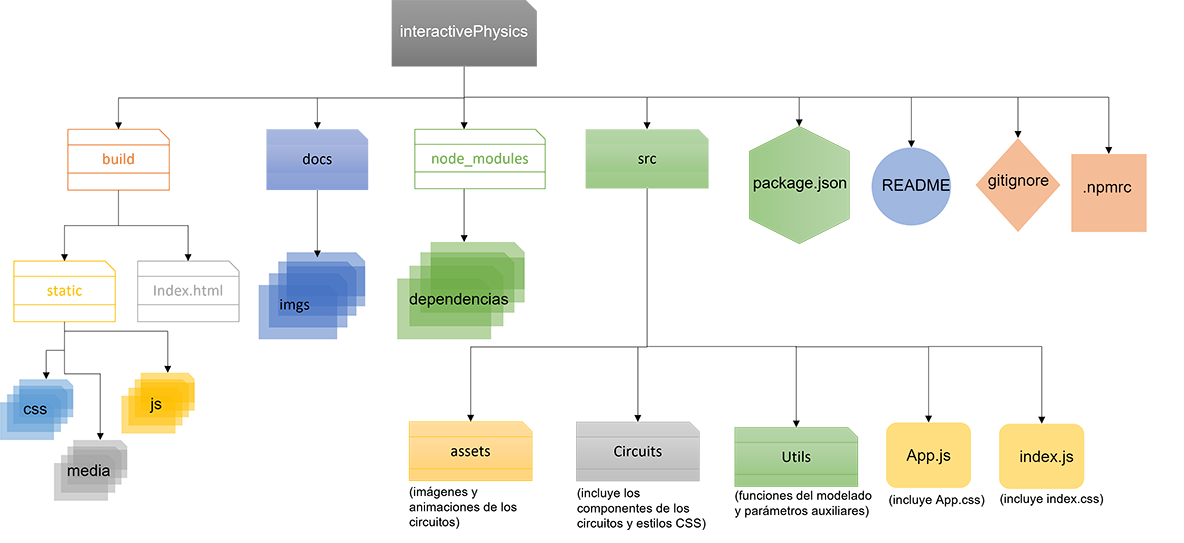 interactivePhysics
build
docs
node_modules
src
package.json
README
gitignore
.npmrc
static
Index.html
imgs
dependencias
css
js
media
assets
(imágenes y
animaciones de los
circuitos)
Circuits
(incluye los
componentes de los
circuitos y estilos CSS)
Utils
(funciones del modelado
y parámetros auxiliares)
App.js
(incluye App.css)
index.js
(incluye index.css)